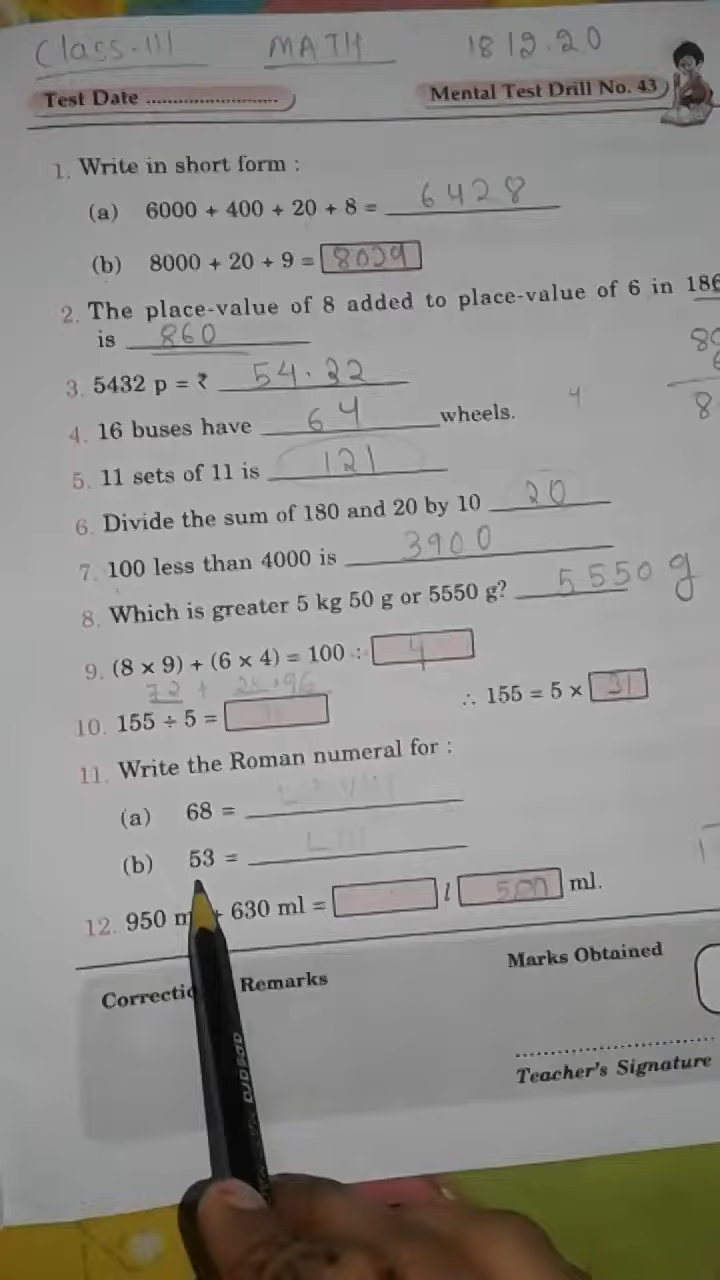 Class-III MATH 18 12.20
Test Date ..............................
Mental Test Drill No. 43
1. Write in short form :
(a) 6000 + 400 + 20 + 8 = 6428
(b) 8000 + 20 + 9 = 8029
2. The place-value of 8 added to place-value of 6 in 186
is 860
3. 5432 p = ₹ 54.32
4. 16 buses have 64 wheels. 4
5. 11 sets of 11 is 121
6. Divide the sum of 180 and 20 by 10 20
7. 100 less than 4000 is 3900
8. Which is greater 5 kg 50 g or 5550 g? 5550 g
9. (8 × 9) + (6 × 4) = 100 - 4
72 + 24 = 96
10. 155 ÷ 5 = ∴ 155 = 5 × 31
11. Write the Roman numeral for :
(a) 68 = LXVIII
(b) 53 = LIII
12. 950 m + 630 ml = l ml.
Remarks
Marks Obtained
Teacher's Signature